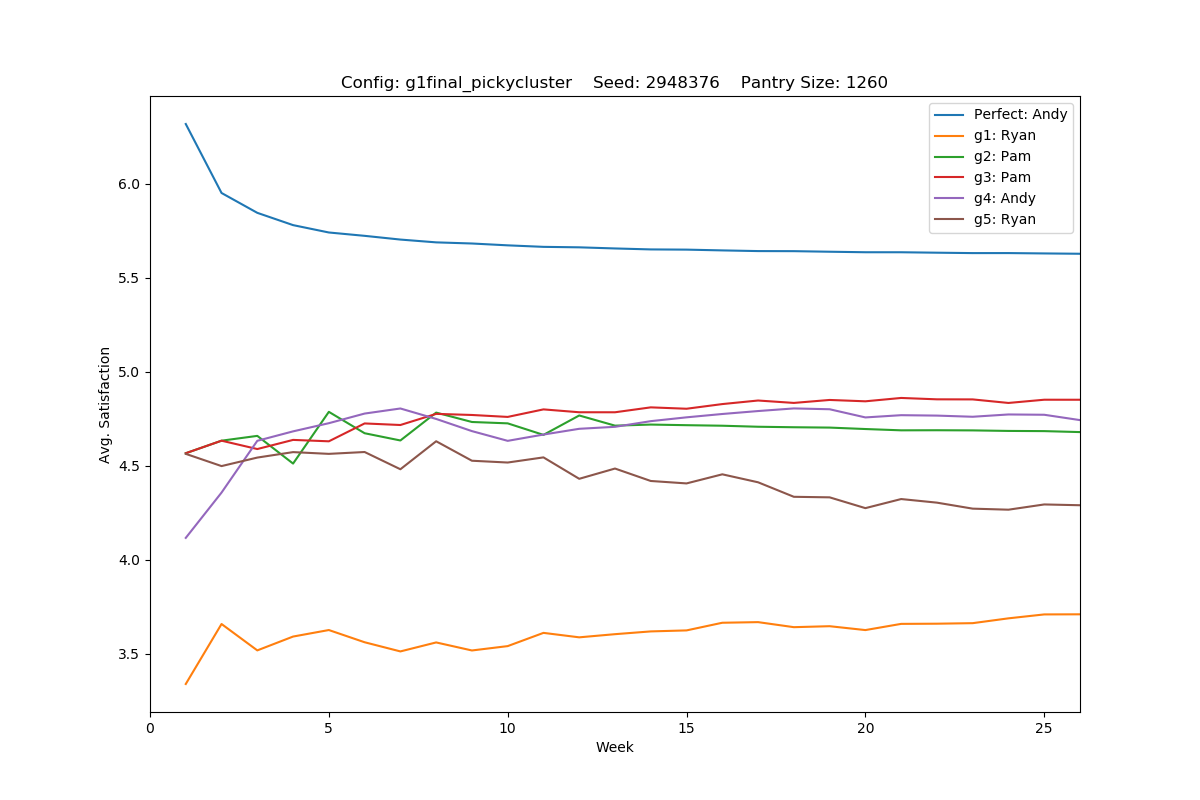 Config: g1final_pickycluster    Seed: 2948376    Pantry Size: 1260
Perfect: Andy
g1: Ryan
g2: Pam
g3: Pam
g4: Andy
g5: Ryan
6.0
5.5
5.0
4.5
4.0
3.5
Avg. Satisfaction
0 5 10 15 20 25
Week